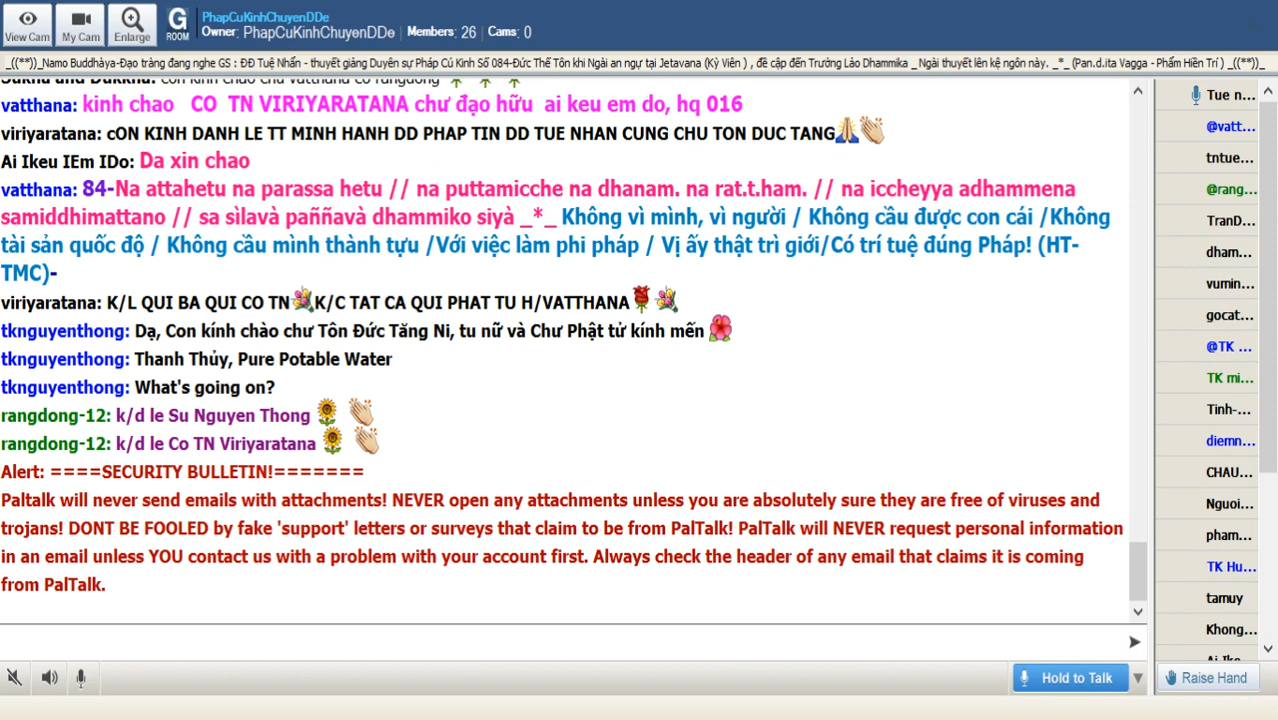 View Cam
My Cam
Enlarge
G
ROOM
PhapCuKinhChuyenDDe
Owner: PhapCuKinhChuyenDDe Members: 26 Cams: 0
_((**))_Namo Buddhàya-Đạo tràng đang nghe GS : ĐĐ Tuệ Nhẫn - thuyết giảng Duyên sự Pháp Cú Kinh Số 084-Đức Thế Tôn khi Ngài an ngự tại Jetavana (Kỳ Viên) , đề cập đến Trưởng Lảo Dhammika _ Ngài thuyết lên kệ ngôn này. _*_ (Pan.d.ita Vagga - Phẩm Hiền Trí ) _((**))_
vatthana: kinh chao CO TN VIRIYARATANA chư đạo hữu ai keu em do, hq 016
viriyaratana: cON KINH DANH LE TT MINH HANH DD PHAP TIN DD TUE NHAN CUNG CHU TON DUC TANG
Ai Ikeu IEm IDo: Da xin chao
vatthana: 84-Na attahetu na parassa hetu // na puttamicche na dhanam. na rat.t.ham. // na iccheyya adhammena
samiddhimattano // sa sìlavà paññavà dhammiko siyà _*_ Không vì mình, vì người / Không cầu được con cái /Không
tài sản quốc độ / Không cầu mình thành tựu /Với việc làm phi pháp / Vị ấy thật trì giới/Có trí tuệ đúng Pháp! (HT-
TMC)-
viriyaratana: K/L QUI BA QUI CO TN K/C TAT CA QUI PHAT TU H/VATTHANA
tknguyenthong: Dạ, Con kính chào chư Tôn Đức Tăng Ni, tu nữ và Chư Phật tử kính mến
tknguyenthong: Thanh Thủy, Pure Potable Water
tknguyenthong: What's going on?
rangdong-12: k/d le Su Nguyen Thong
rangdong-12: k/d le Co TN Viriyaratana
Alert: ====SECURITY BULLETIN!=======
Paltalk will never send emails with attachments! NEVER open any attachments unless you are absolutely sure they are free of viruses and
trojans! DONT BE FOOLED by fake 'support' letters or surveys that claim to be from PalTalk! PalTalk will NEVER request personal information
in an email unless YOU contact us with a problem with your account first. Always check the header of any email that claims it is coming
from PalTalk.
Hold to Talk
Tue n...
@vatt...
tntue...
@rang...
TranD...
dham...
vumin...
gocat...
@TK ...
TK mi...
Tinh-...
diemn...
CHAU...
Nguoi...
pham...
TK Hu...
tamuy
Khong...
Raise Hand